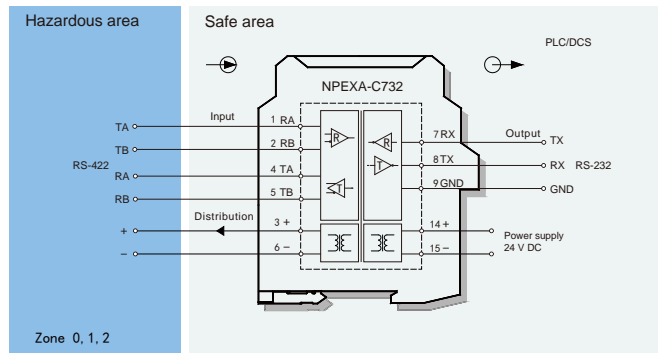 Hazardous area
Safe area
PLC/DCS
NPEXA-C732
Input
Output
TA
1 RA
R
R
7 RX
TX
TB
2 RB
RS-422
T
8 TX
RX RS-232
RA
4 TA
T
9 GND
GND
RB
5 TB
Distribution
+
3 +
14 +
Power supply
24 V DC
−
6 −
15 −
Zone 0, 1, 2